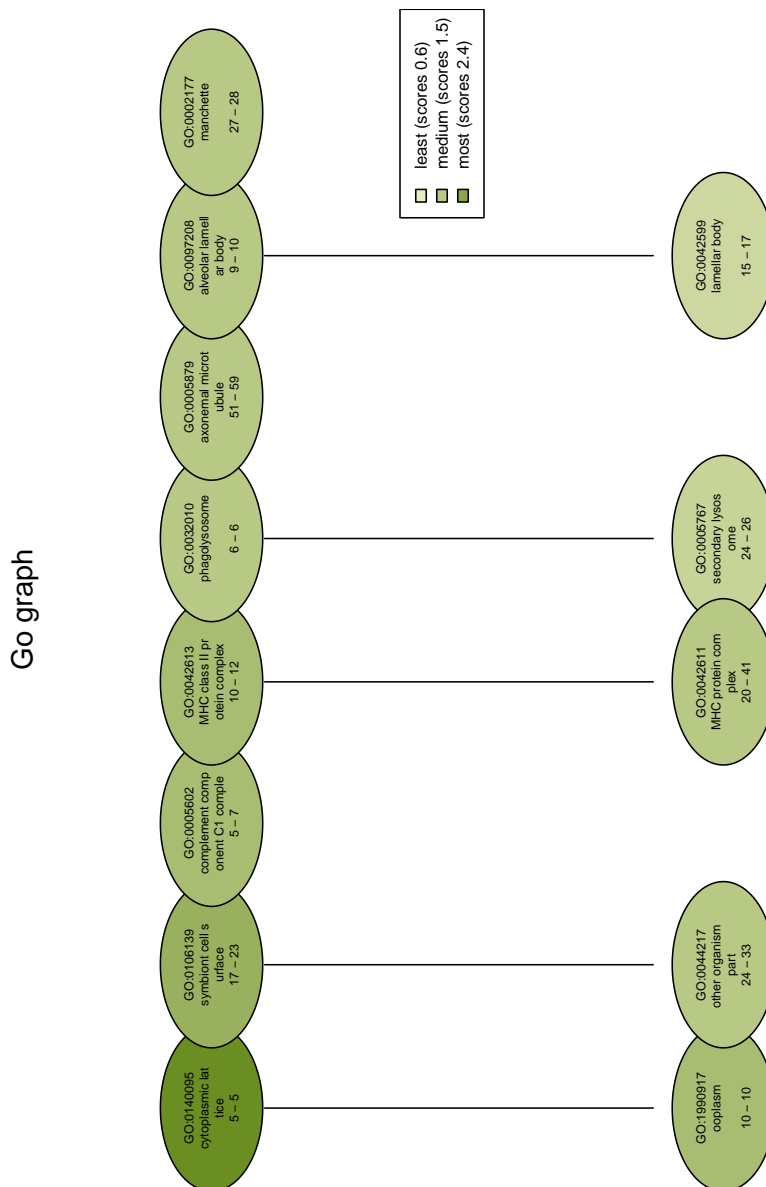 Go graph
GO:0140095
cytoplasmic lat
tice
5 – 5
GO:0106139
symbiont cell s
urface
17 – 23
GO:0005602
complement comp
onent C1 comple
5 – 7
GO:0042613
MHC class II pr
otein complex
10 – 12
GO:0032010
phagolysosome
6 – 6
GO:0005879
axonemal microt
ubule
51 – 59
GO:0097208
alveolar lamell
ar body
9 – 10
GO:0002177
manchette
27 – 28
least (scores 0.6)
medium (scores 1.5)
most (scores 2.4)
GO:1990917
ooplasm
10 – 10
GO:0044217
other organism
part
24 – 33
GO:0042611
MHC protein com
plex
20 – 41
GO:0005767
secondary lysos
ome
24 – 26
GO:0042599
lamellar body
15 – 17